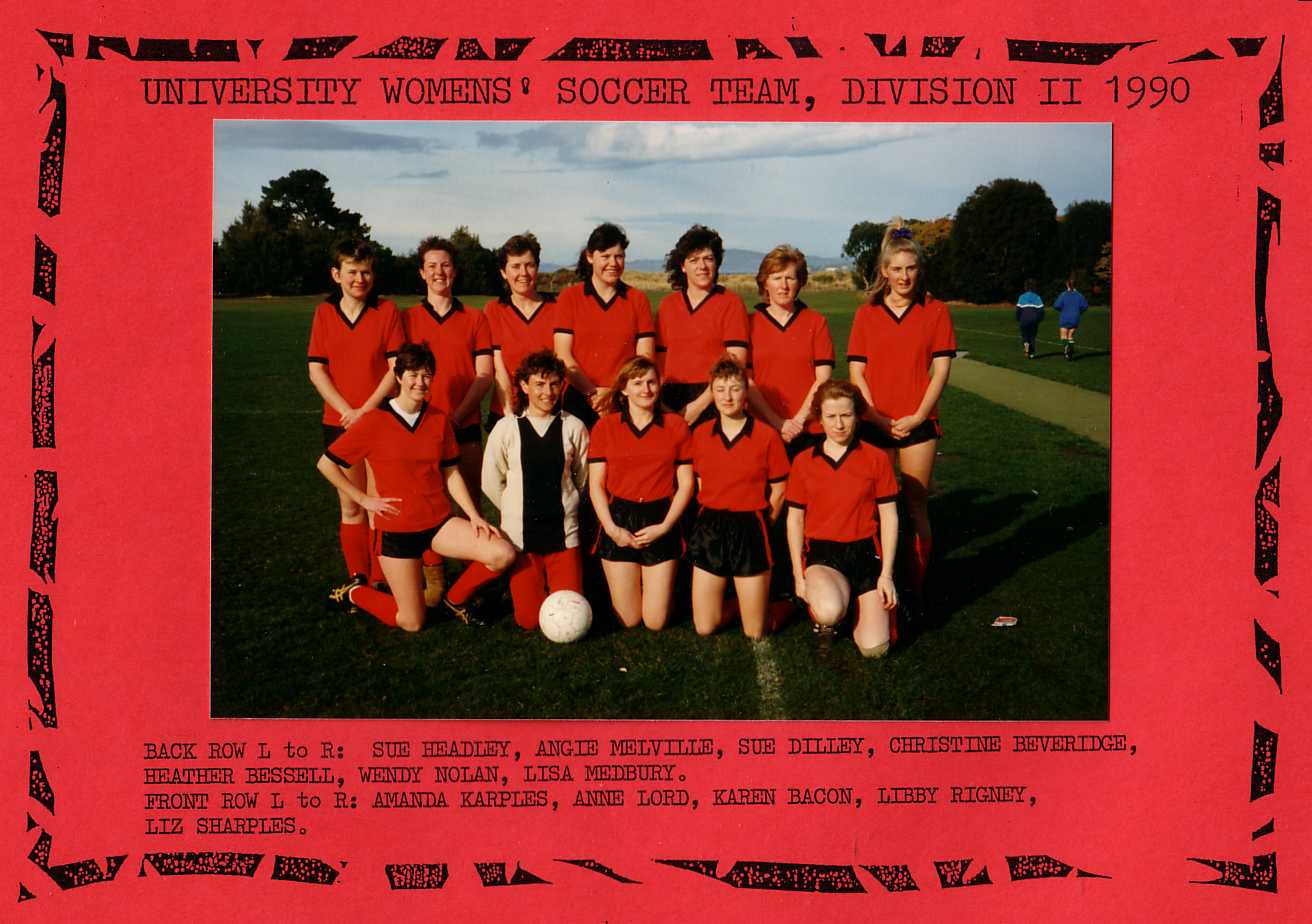 UNIVERSITY WOMENS' SOCCER TEAM, DIVISION II 1990
BACK ROW L to R: SUE HEADLEY, ANGIE MELVILLE, SUE DILLEY, CHRISTINE BEVERIDGE,
HEATHER BESSELL, WENDY NOLAN, LISA MEDBURY.
FRONT ROW L to R: AMANDA KARPLES, ANNE LORD, KAREN BACON, LIBBY RIGNEY,
LIZ SHARPLES.